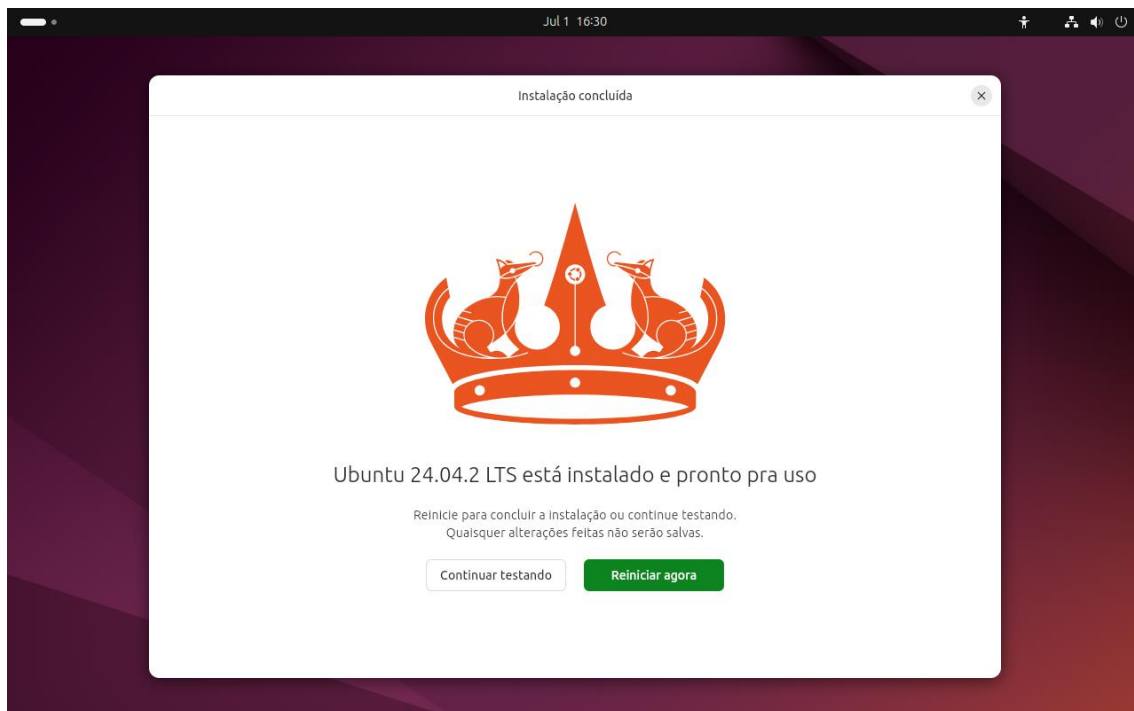 Jul 1 16:30
Instalação concluída
Ubuntu 24.04.2 LTS está instalado e pronto pra uso
Reinicie para concluir a instalação ou continue testando.
Quaisquer alterações feitas não serão salvas.
Continuar testando
Reiniciar agora